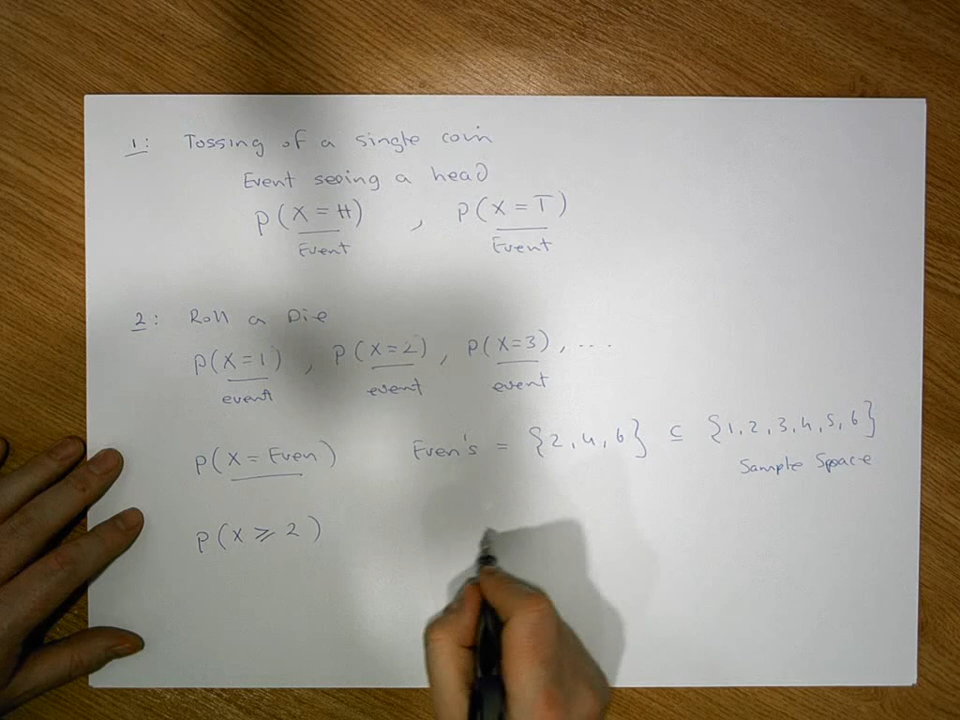 1: Tossing of a single coin
Event seeing a head
P(X=H) , P(X=T)
Event Event
2: Roll a Die
P(X=1) , P(X=2) , P(X=3) , ...
event event event
P(X=Even) Even's = {2,4,6} ⊆ {1,2,3,4,5,6}
Sample Space
P(X⩾2)